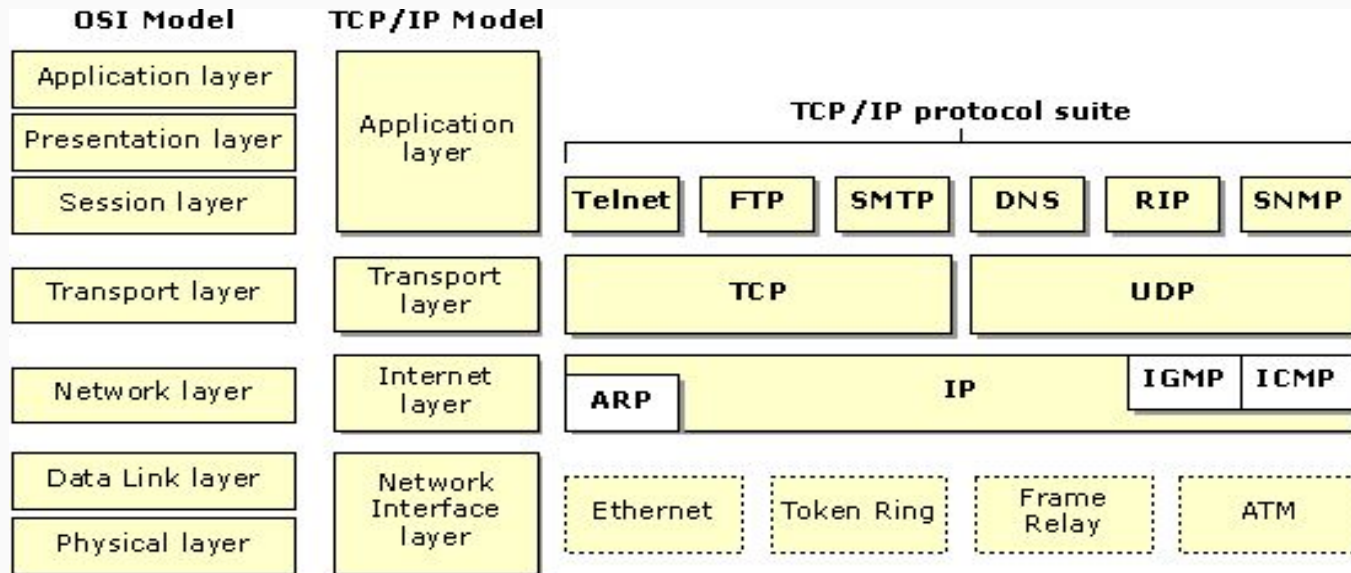 OSI Model
TCP/IP Model
Application layer
Presentation layer
Session layer
Transport layer
Network layer
Data Link layer
Physical layer
Application
layer
Transport
layer
Internet
layer
Network
Interface
layer
TCP/IP protocol suite
Telnet
FTP
SMTP
DNS
RIP
SNMP
TCP
UDP
ARP
IP
IGMP
ICMP
Ethernet
Token Ring
Frame
Relay
ATM